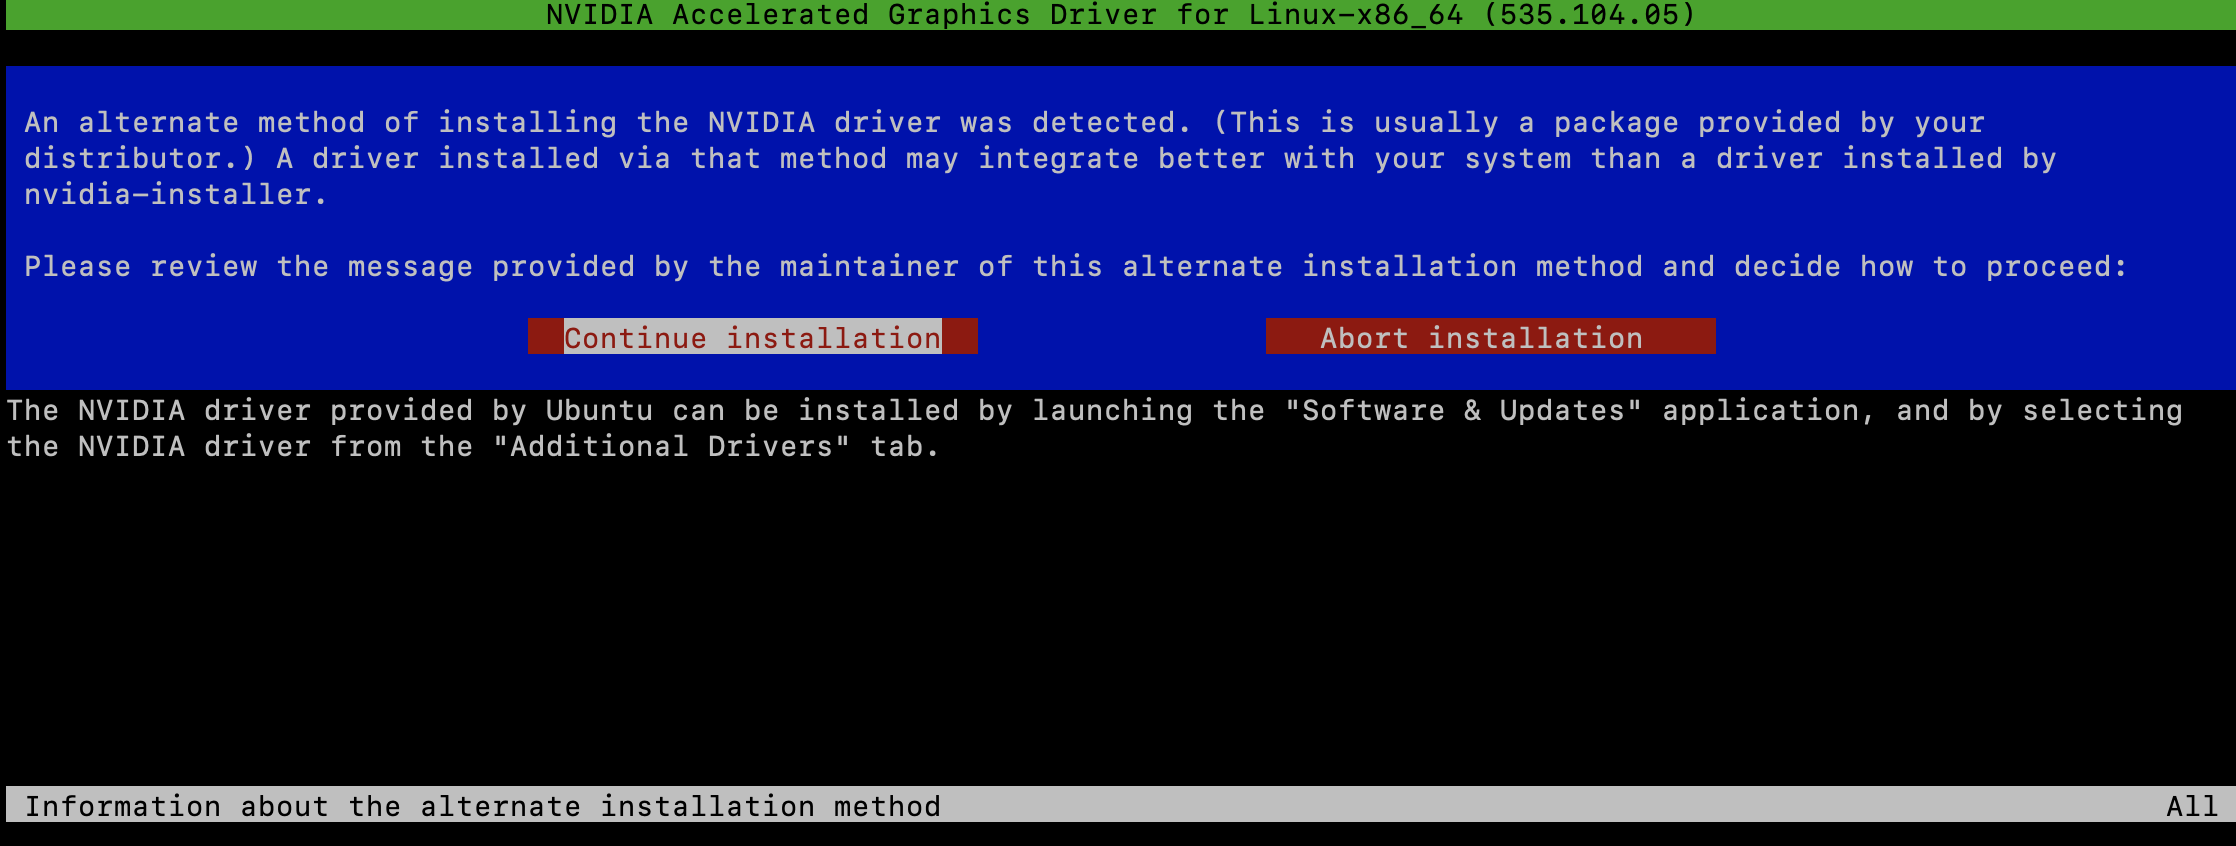 NVIDIA Accelerated Graphics Driver for Linux-x86_64 (535.104.05)
An alternate method of installing the NVIDIA driver was detected. (This is usually a package provided by your
distributor.) A driver installed via that method may integrate better with your system than a driver installed by
nvidia-installer.
Please review the message provided by the maintainer of this alternate installation method and decide how to proceed:
Continue installation Abort installation
The NVIDIA driver provided by Ubuntu can be installed by launching the "Software & Updates" application, and by selecting
the NVIDIA driver from the "Additional Drivers" tab.
Information about the alternate installation method All